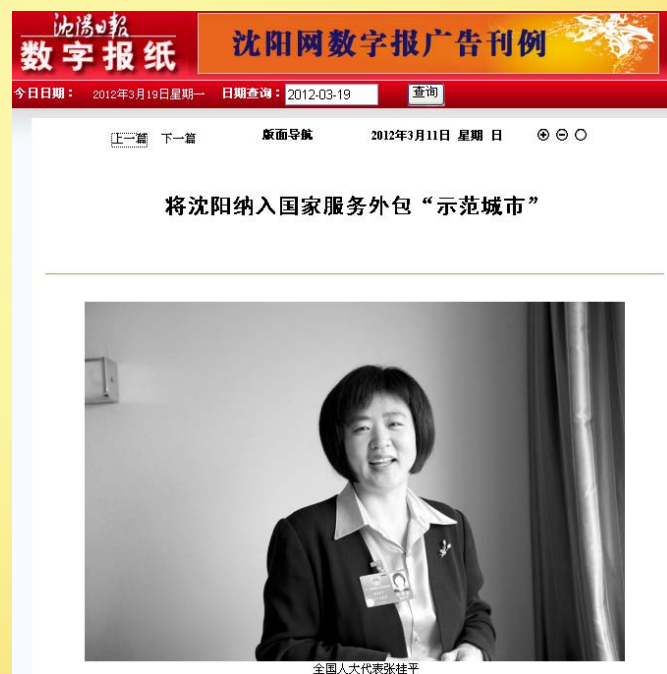 沈阳日报
数字报纸
沈阳网数字报广告刊例
今日日期： 2012年3月19日星期一 日期查询：2012-03-19 查询
上一篇 下一篇 版面导航 2012年3月11日 星期 日
将沈阳纳入国家服务外包“示范城市”
全国人大代表张桂平